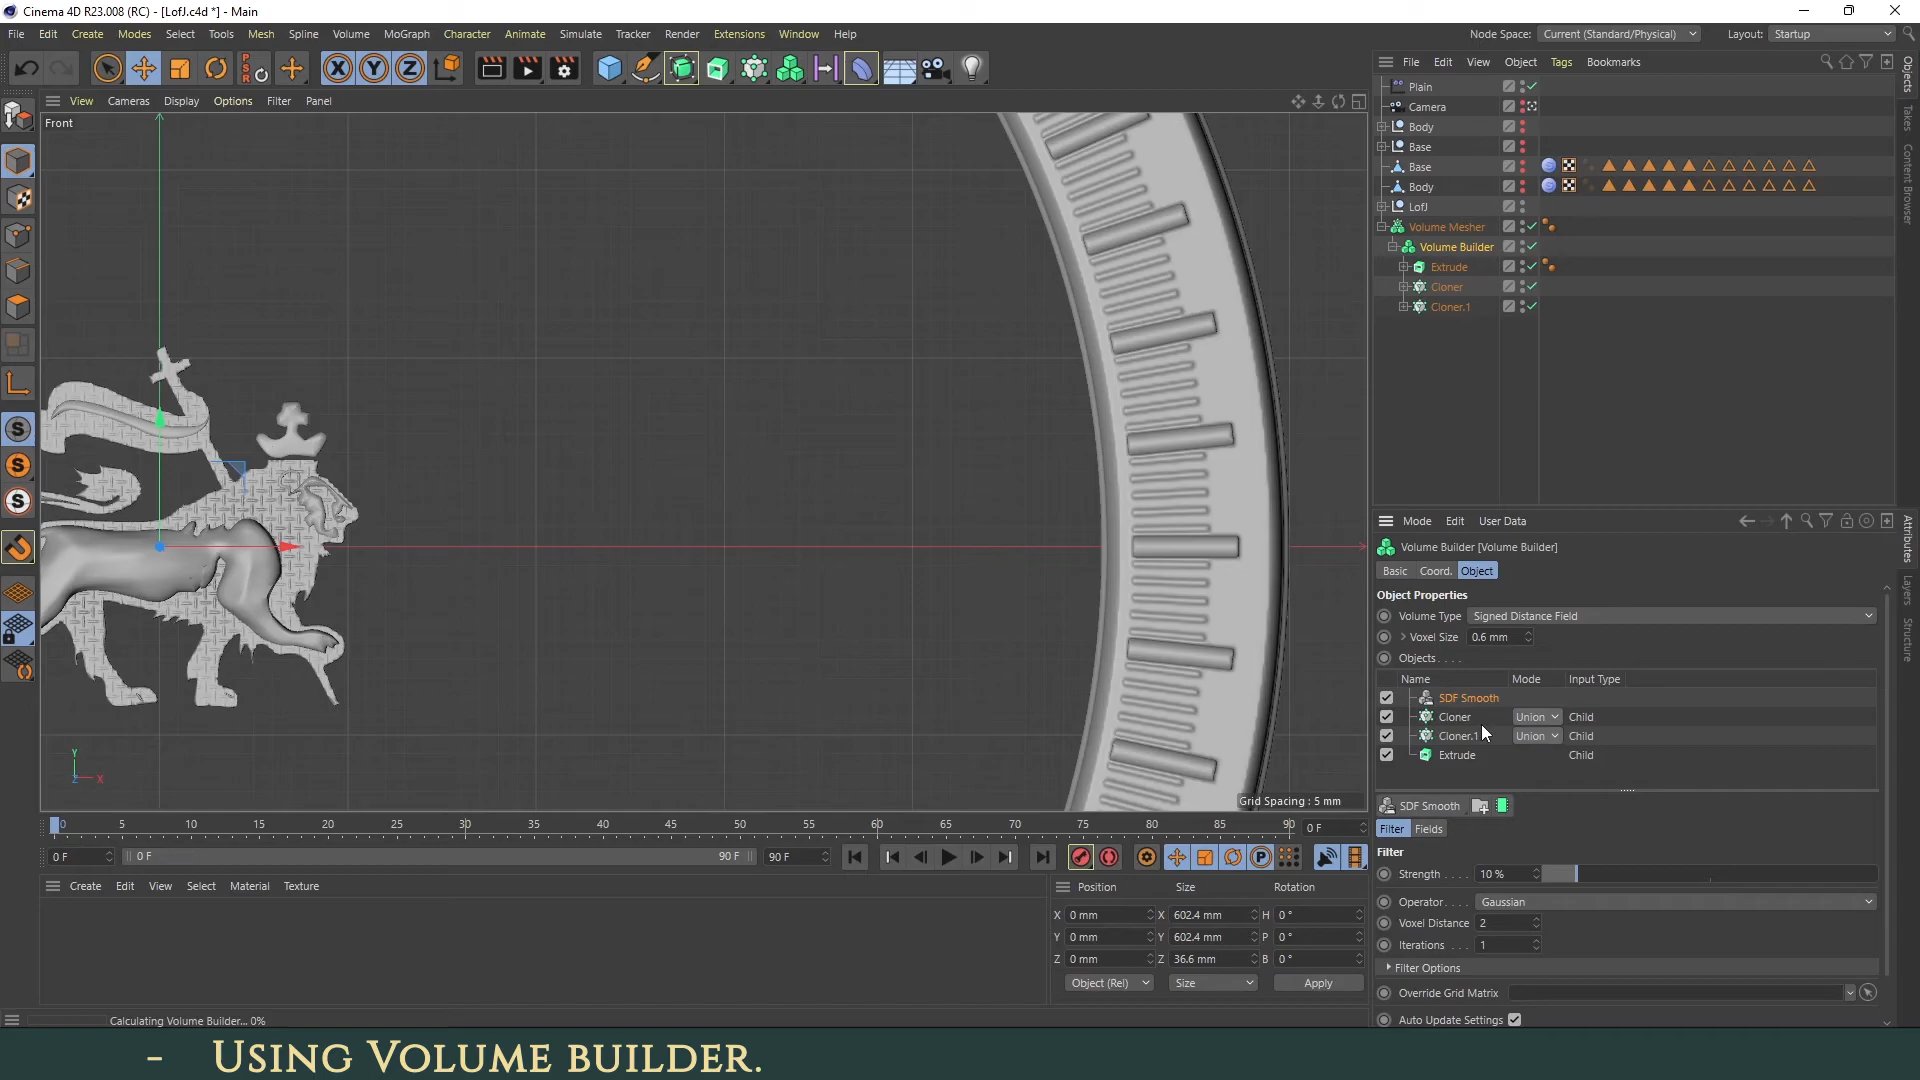 Cinema 4D R23.008 (RC) - [LofJ.c4d *] - Main
File Edit Create Modes Select Tools Mesh Spline Volume MoGraph Character Animate Simulate Tracker Render Extensions Window Help
Node Space: Current (Standard/Physical) Layout: Startup
File Edit View Object Tags Bookmarks
View Cameras Display Options Filter Panel
Front
Plain
Camera
Body
Base
Base
Body
LofJ
Volume Mesher
Volume Builder
Extrude
Cloner
Cloner.1
Objects
Takes
Content Browser
Mode Edit User Data
Volume Builder [Volume Builder]
Basic Coord. Object
Object Properties
Volume Type Signed Distance Field
Voxel Size 0.6 mm
Objects. . . .
Name Mode Input Type
SDF Smooth
Cloner Union Child
Cloner.1 Union Child
Extrude Child
SDF Smooth
Filter Fields
Filter
Strength . . . . 10 %
Operator. . . . Gaussian
Voxel Distance 2
Iterations . . . 1
Filter Options
Override Grid Matrix
Auto Update Settings
Attributes
Layers
Structure
Y
Z X
Grid Spacing : 5 mm
0 5 10 15 20 25 30 35 40 45 50 55 60 65 70 75 80 85 90 0 F
0 F 0 F 90 F 90 F
Create Edit View Select Material Texture
Position Size Rotation
X 0 mm X 602.4 mm H 0 °
Y 0 mm Y 602.4 mm P 0 °
Z 0 mm Z 36.6 mm B 0 °
Object (Rel) Size Apply
Calculating Volume Builder... 0%
- Using Volume builder.